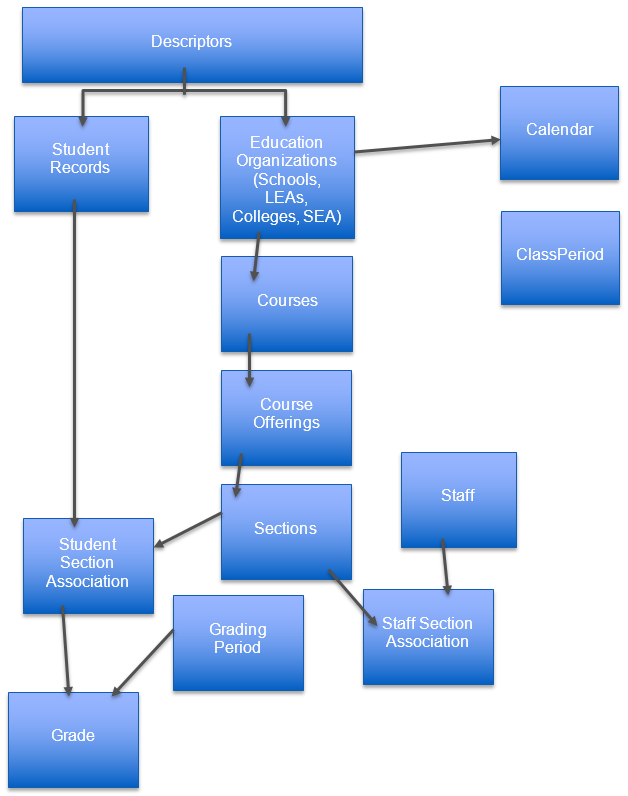 Descriptors
Student
Records
Education
Organizations
(Schools,
LEAs,
Colleges, SEA)
Calendar
ClassPeriod
Courses
Course
Offerings
Staff
Sections
Student
Section
Association
Grading
Period
Staff Section
Association
Grade